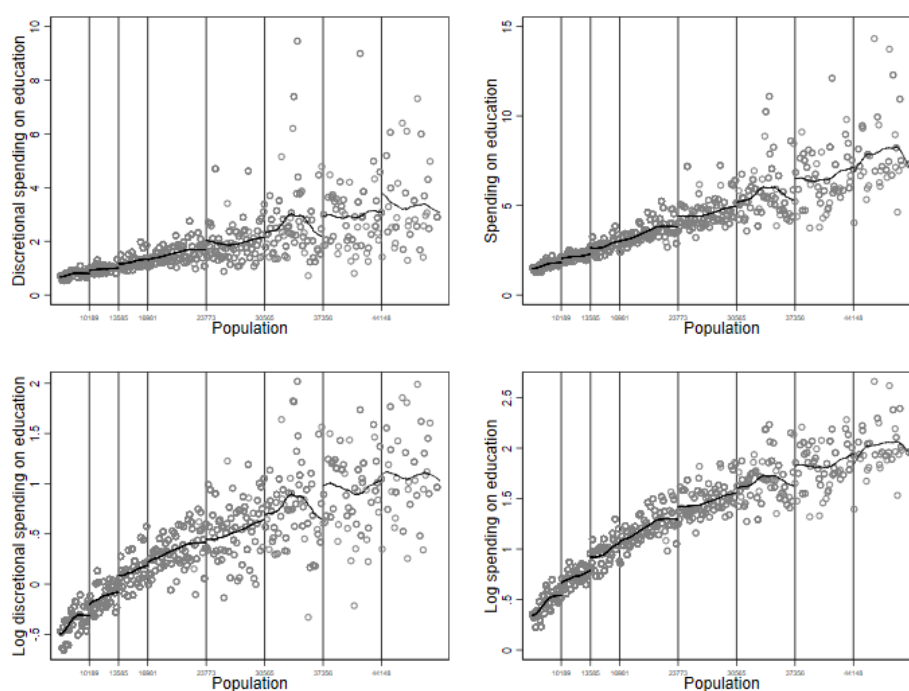 Discretional spending on education
10
8
6
4
2
0
10189 13585 16981 23773 30565 37356 44148
Population
Spending on education
15
10
5
0
10189 13585 16981 23773 30565 37356 44148
Population
Log discretional spending on education
2
1.5
1
.5
0
-.5
10189 13585 16981 23773 30565 37356 44148
Population
Log spending on education
2.5
2
1.5
1
.5
0
10189 13585 16981 23773 30565 37356 44148
Population